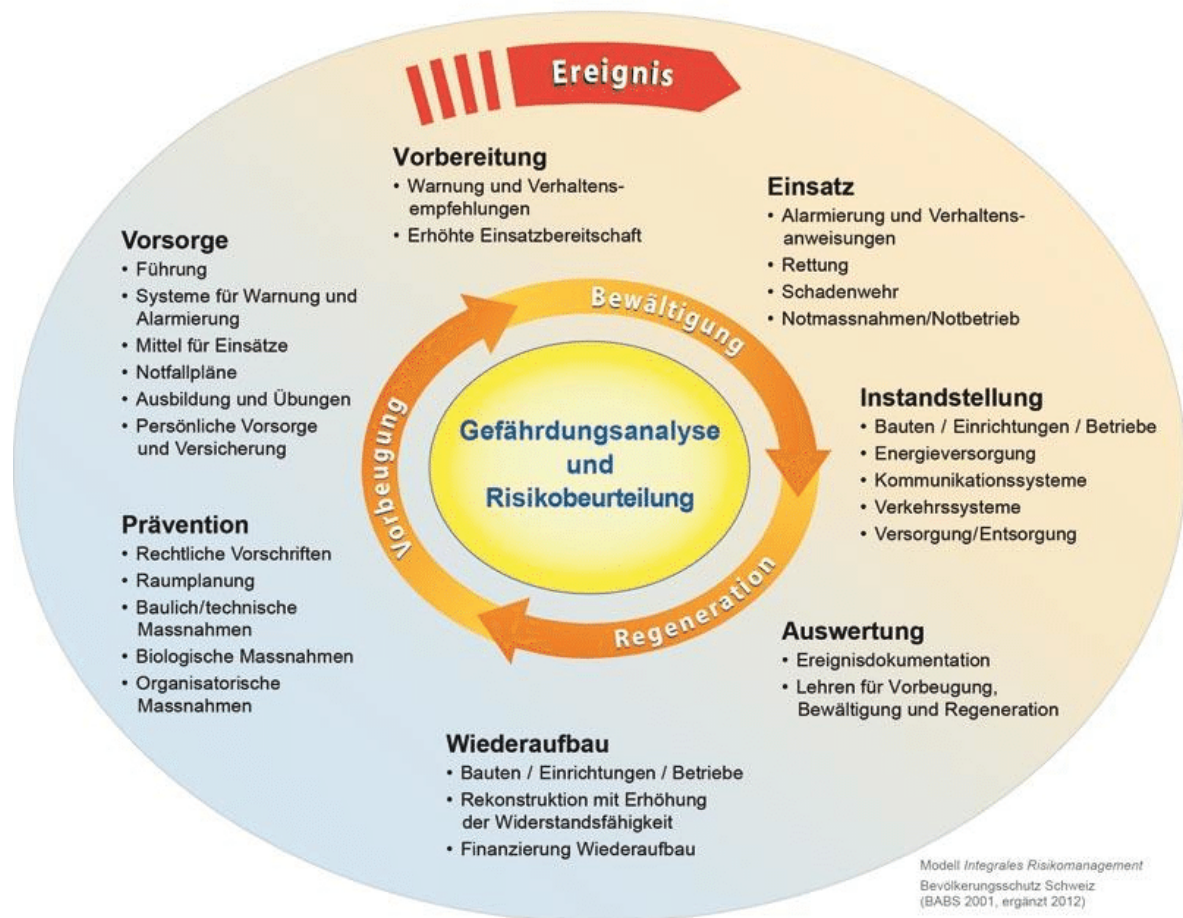 Ereignis
Vorbereitung
• Warnung und Verhaltens-
empfehlungen
• Erhöhte Einsatzbereitschaft
Einsatz
• Alarmierung und Verhaltens-
anweisungen
• Rettung
• Schadenwehr
• Notmassnahmen/Notbetrieb
Vorsorge
• Führung
• Systeme für Warnung und
Alarmierung
• Mittel für Einsätze
• Notfallpläne
• Ausbildung und Übungen
• Persönliche Vorsorge
und Versicherung
Bewältigung
Vorbeugung
Regeneration
Gefährdungsanalyse
und
Risikobeurteilung
Instandstellung
• Bauten / Einrichtungen / Betriebe
• Energieversorgung
• Kommunikationssysteme
• Verkehrssysteme
• Versorgung/Entsorgung
Prävention
• Rechtliche Vorschriften
• Raumplanung
• Baulich/technische
Massnahmen
• Biologische Massnahmen
• Organisatorische
Massnahmen
Auswertung
• Ereignisdokumentation
• Lehren für Vorbeugung,
Bewältigung und Regeneration
Wiederaufbau
• Bauten / Einrichtungen / Betriebe
• Rekonstruktion mit Erhöhung
der Widerstandsfähigkeit
• Finanzierung Wiederaufbau
Modell Integrales Risikomanagement
Bevölkerungsschutz Schweiz
(BABS 2001, ergänzt 2012)